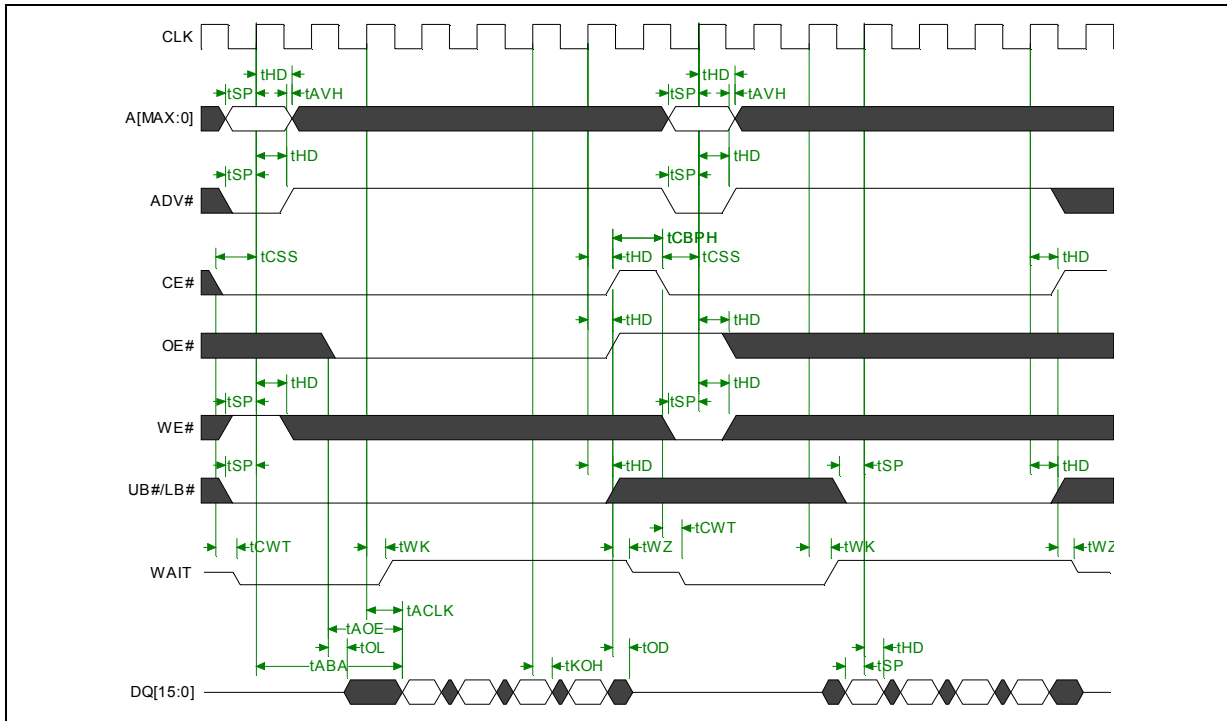 CLK
tHD tHD
tSP tAVH tSP tAVH
A[MAX:0]
tHD tHD
tSP tSP
ADV#
tCBPH
tCSS tHD tCSS tHD
CE#
tHD tHD
OE#
tHD tHD
tSP tSP
WE#
tSP tHD tSP tHD
UB#/LB#
tCWT
tCWT tWK tWZ tWK tWZ
WAIT
tACLK
tAOE
tOL tOD tHD
tABA tKOH tSP
DQ[15:0]